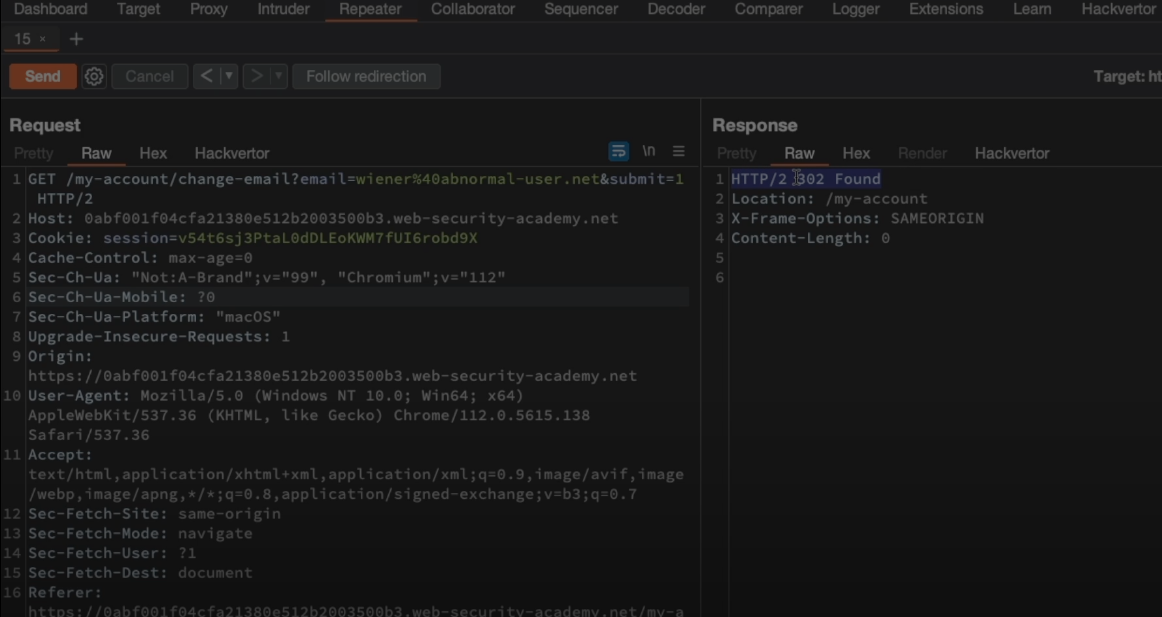 Dashboard Target Proxy Intruder Repeater Collaborator Sequencer Decoder Comparer Logger Extensions Learn Hackvertor
15 × +
Send Cancel < > Follow redirection Target: ht
Request
Pretty Raw Hex Hackvertor \n
1 GET /my-account/change-email?email=wiener%40abnormal-user.net&submit=1
HTTP/2
2 Host: 0abf001f04cfa21380e512b2003500b3.web-security-academy.net
3 Cookie: session=v54t6sj3PtaL0dDLEoKWM7fUI6robd9X
4 Cache-Control: max-age=0
5 Sec-Ch-Ua: "Not:A-Brand";v="99", "Chromium";v="112"
6 Sec-Ch-Ua-Mobile: ?0
7 Sec-Ch-Ua-Platform: "macOS"
8 Upgrade-Insecure-Requests: 1
9 Origin:
https://0abf001f04cfa21380e512b2003500b3.web-security-academy.net
10 User-Agent: Mozilla/5.0 (Windows NT 10.0; Win64; x64)
AppleWebKit/537.36 (KHTML, like Gecko) Chrome/112.0.5615.138
Safari/537.36
11 Accept:
text/html,application/xhtml+xml,application/xml;q=0.9,image/avif,image
/webp,image/apng,*/*;q=0.8,application/signed-exchange;v=b3;q=0.7
12 Sec-Fetch-Site: same-origin
13 Sec-Fetch-Mode: navigate
14 Sec-Fetch-User: ?1
15 Sec-Fetch-Dest: document
16 Referer:
https://0abf001f04cfa21380e512b2003500b3.web-security-academy.net/my-a
Response
Pretty Raw Hex Render Hackvertor
1 HTTP/2 302 Found
2 Location: /my-account
3 X-Frame-Options: SAMEORIGIN
4 Content-Length: 0
5
6